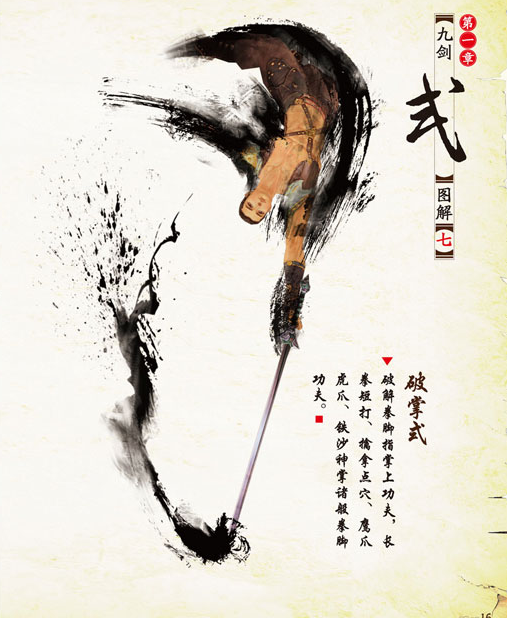 第一章
九剑
式
图解
七
破掌式
破解拳脚指掌上功夫，长
拳短打、擒拿点穴、鹰爪
虎爪、铁沙神掌诸般拳脚
功夫。
16